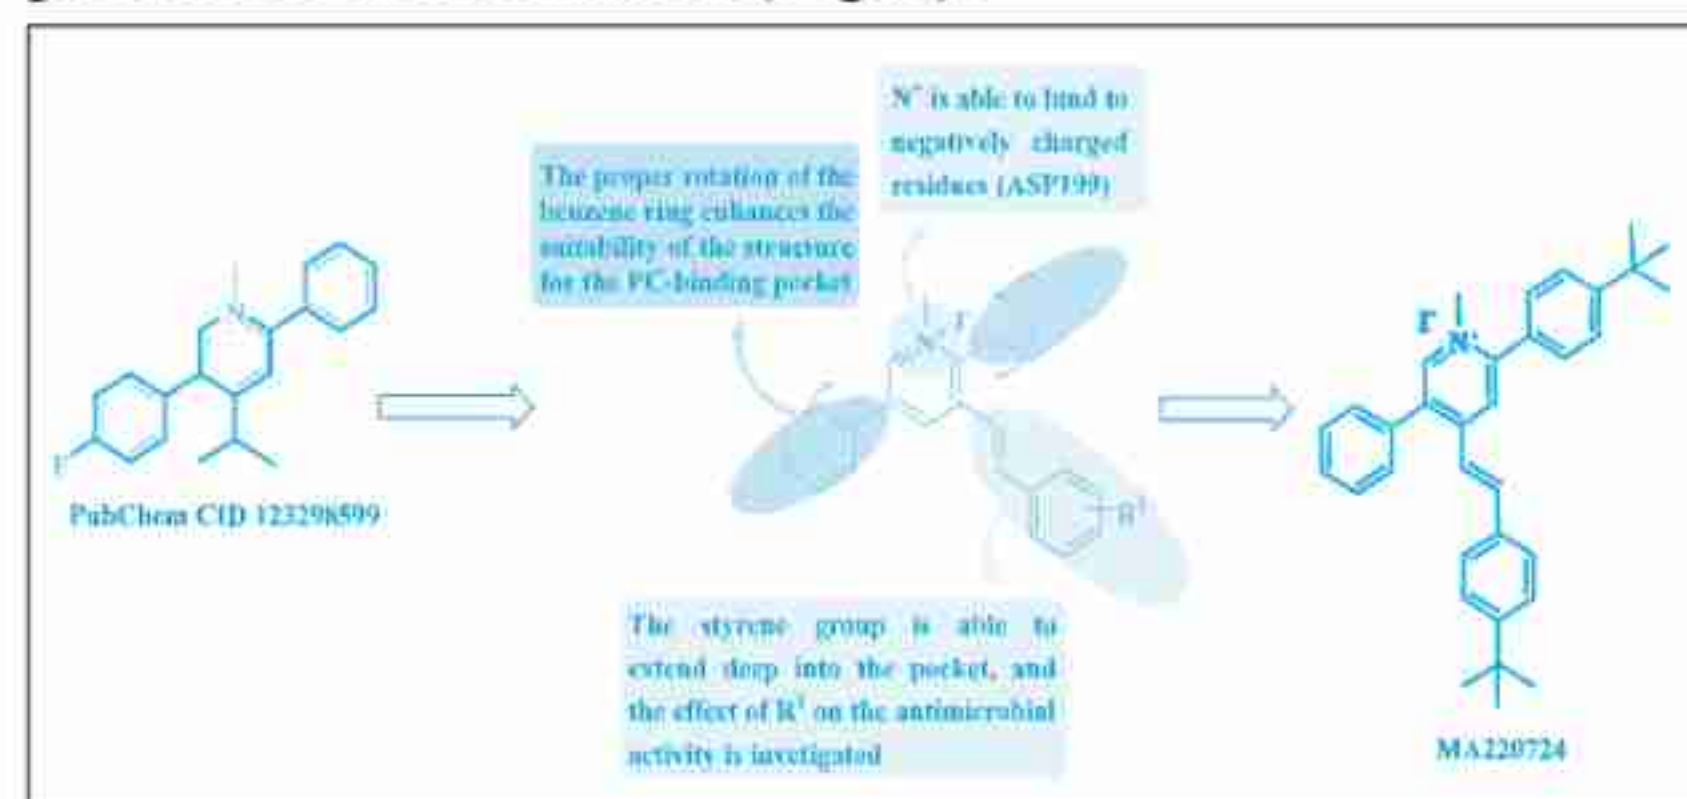 N⁺ is able to bind to
negatively charged
residues (ASP199)
The proper rotation of the
benzene ring enhances the
suitability of the structure
for the PC-binding pocket
N
F
PubChem CID 123298599
N⁺ I⁻
R¹
The styrene group is able to
extend deep into the pocket, and
the effect of R¹ on the antimicrobial
activity is invetigated
I⁻ N⁺
MA220724